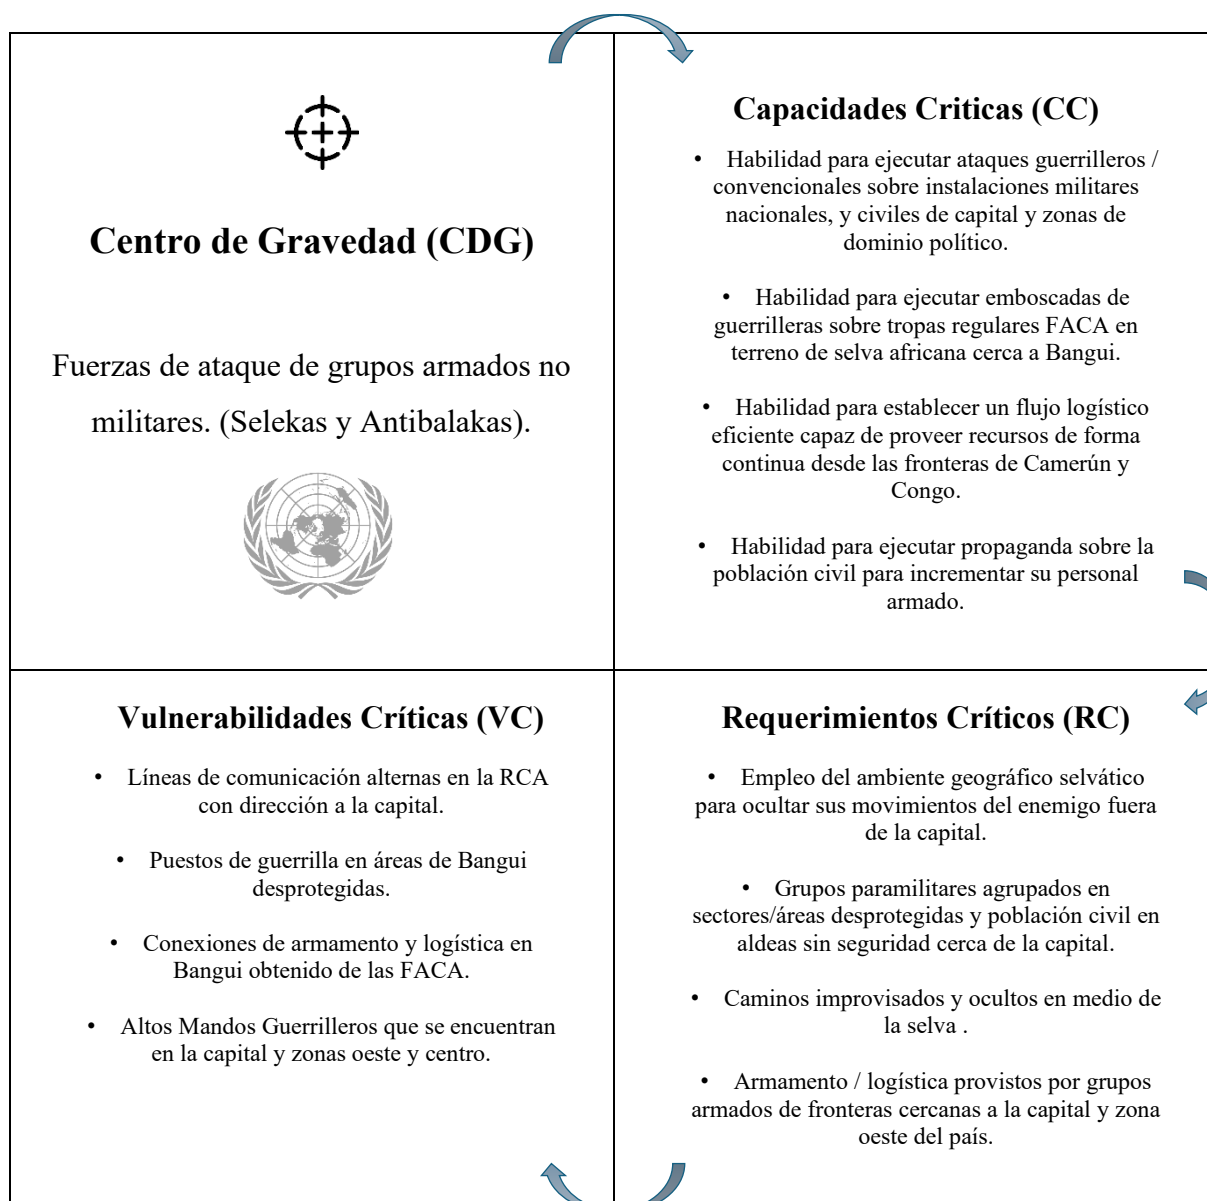 Centro de Gravedad (CDG)
Fuerzas de ataque de grupos armados no
militares. (Selekas y Antibalakas).
Capacidades Criticas (CC)
• Habilidad para ejecutar ataques guerrilleros /
convencionales sobre instalaciones militares
nacionales, y civiles de capital y zonas de
dominio político.
• Habilidad para ejecutar emboscadas de
guerrilleras sobre tropas regulares FACA en
terreno de selva africana cerca a Bangui.
• Habilidad para establecer un flujo logístico
eficiente capaz de proveer recursos de forma
continua desde las fronteras de Camerún y
Congo.
• Habilidad para ejecutar propaganda sobre la
población civil para incrementar su personal
armado.
Vulnerabilidades Críticas (VC)
• Líneas de comunicación alternas en la RCA
con dirección a la capital.
• Puestos de guerrilla en áreas de Bangui
desprotegidas.
• Conexiones de armamento y logística en
Bangui obtenido de las FACA.
• Altos Mandos Guerrilleros que se encuentran
en la capital y zonas oeste y centro.
Requerimientos Críticos (RC)
• Empleo del ambiente geográfico selvático
para ocultar sus movimientos del enemigo fuera
de la capital.
• Grupos paramilitares agrupados en
sectores/áreas desprotegidas y población civil en
aldeas sin seguridad cerca de la capital.
• Caminos improvisados y ocultos en medio de
la selva .
• Armamento / logística provistos por grupos
armados de fronteras cercanas a la capital y zona
oeste del país.